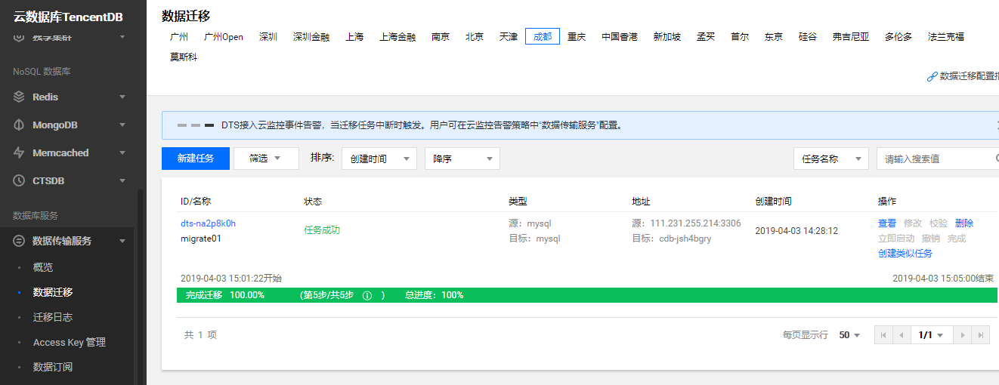 云数据库TencentDB
独享集群
NoSQL 数据库
Redis
MongoDB
Memcached
CTSDB
数据库服务
数据传输服务
概览
数据迁移
迁移日志
Access Key 管理
数据订阅
数据迁移
广州 广州Open 深圳 深圳金融 上海 上海金融 南京 北京 天津 成都 重庆 中国香港 新加坡 孟买 首尔 东京 硅谷 弗吉尼亚 多伦多 法兰克福
莫斯科
数据迁移配置指
DTS接入云监控事件告警，当迁移任务中断时触发。用户可在云监控告警策略中“数据传输服务”配置。
新建任务 筛选 排序: 创建时间 降序 任务名称 请输入搜索值
ID/名称 状态 类型 地址 创建时间 操作
dts-na2p8k0h 源：mysql 源：111.231.255.214:3306 查看 修改 校验 删除
任务成功 2019-04-03 14:28:12
migrate01 目标：mysql 目标：cdb-jsh4bgry 立即启动 撤销 完成
创建类似任务
2019-04-03 15:01:22开始 2019-04-03 15:05:00结束
完成迁移 100.00% (第5步/共5步 ) 总进度：100%
共 1 项 每页显示行 50 1/1